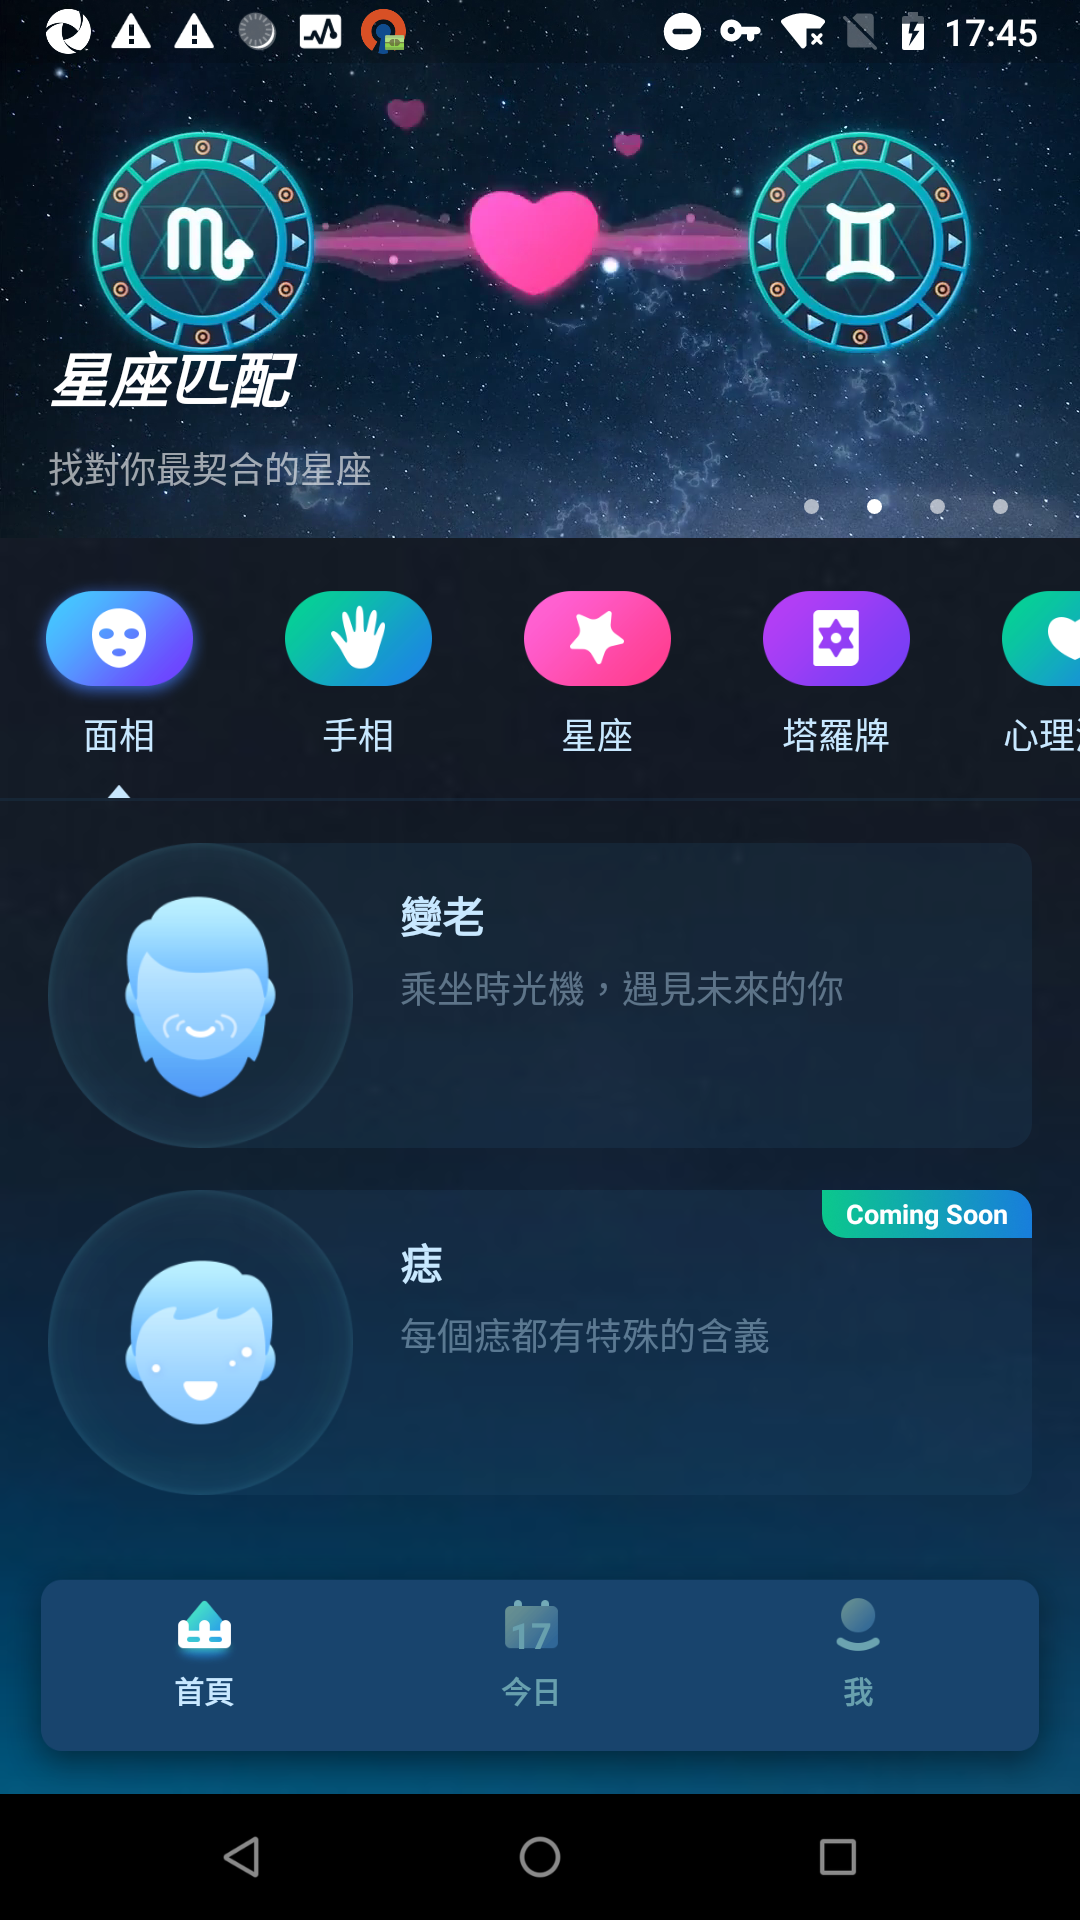 17:45
星座匹配
找對你最契合的星座
面相
手相
星座
塔羅牌
心理
變老
乘坐時光機，遇見未來的你
Coming Soon
痣
每個痣都有特殊的含義
17
首頁
今日
我